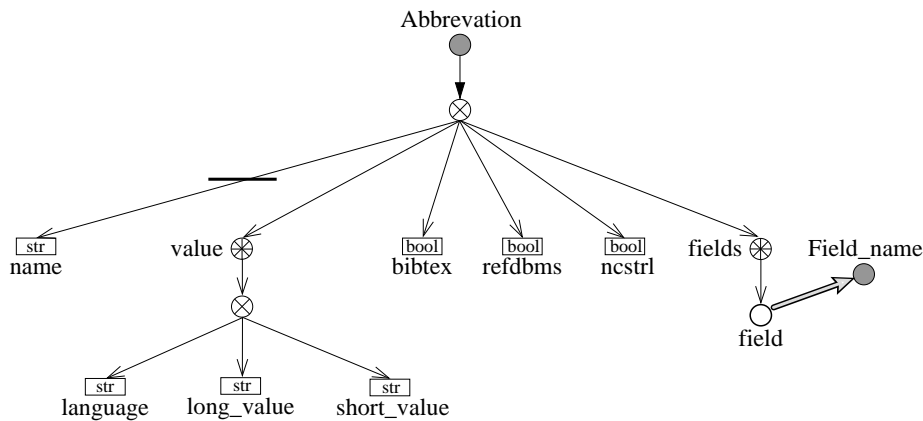 Abbrevation
str
name
value
bool
bibtex
bool
refdbms
bool
ncstrl
fields
Field_name
field
str
language
str
long_value
str
short_value